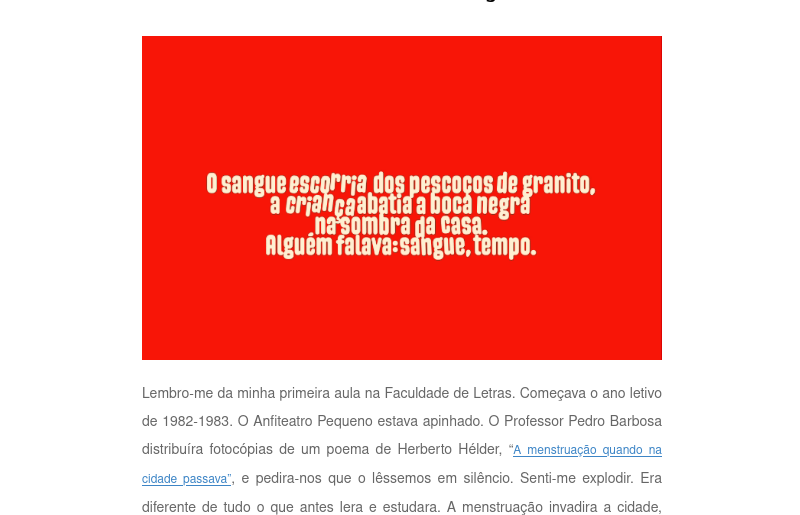 O sangue escorria dos pescoços de granito,
a criança abatia a boca negra
na sombra da casa.
Alguém falava: sangue, tempo.
Lembro-me da minha primeira aula na Faculdade de Letras. Começava o ano letivo
de 1982-1983. O Anfiteatro Pequeno estava apinhado. O Professor Pedro Barbosa
distribuíra fotocópias de um poema de Herberto Hélder, “A menstruação quando na
cidade passava”, e pedira-nos que o lêssemos em silêncio. Senti-me explodir. Era
diferente de tudo o que antes lera e estudara. A menstruação invadira a cidade,